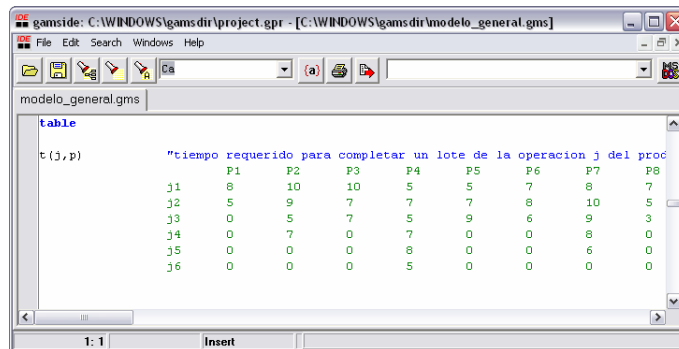 gamside: C:\WINDOWS\gamsdir\project.gpr - [C:\WINDOWS\gamsdir\modelo_general.gms]
IDE File Edit Search Windows Help
Ca {a}
modelo_general.gms
table
t(j,p) "tiempo requerido para completar un lote de la operacion j del prod
P1 P2 P3 P4 P5 P6 P7 P8
j1 8 10 10 5 5 7 8 7
j2 5 9 7 7 7 8 10 5
j3 0 5 7 5 9 6 9 3
j4 0 7 0 7 0 0 8 0
j5 0 0 0 8 0 0 6 0
j6 0 0 0 5 0 0 0 0
1: 1 Insert